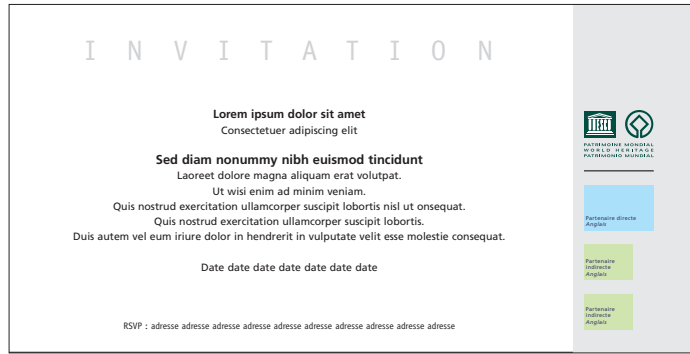 INVITATION
Lorem ipsum dolor sit amet
Consectetuer adipiscing elit
Sed diam nonummy nibh euismod tincidunt
Laoreet dolore magna aliquam erat volutpat.
Ut wisi enim ad minim veniam.
Quis nostrud exercitation ullamcorper suscipit lobortis nisl ut onsequat.
Quis nostrud exercitation ullamcorper suscipit lobortis.
Duis autem vel eum iriure dolor in hendrerit in vulputate velit esse molestie consequat.
Date date date date date date date
RSVP : adresse adresse adresse adresse adresse adresse adresse adresse adresse adresse
UNESCO
PATRIMOINE MONDIAL
WORLD HERITAGE
PATRIMONIO MUNDIAL
Partenaire directe
Anglais
Partenaire
indirecte
Anglais
Partenaire
indirecte
Anglais